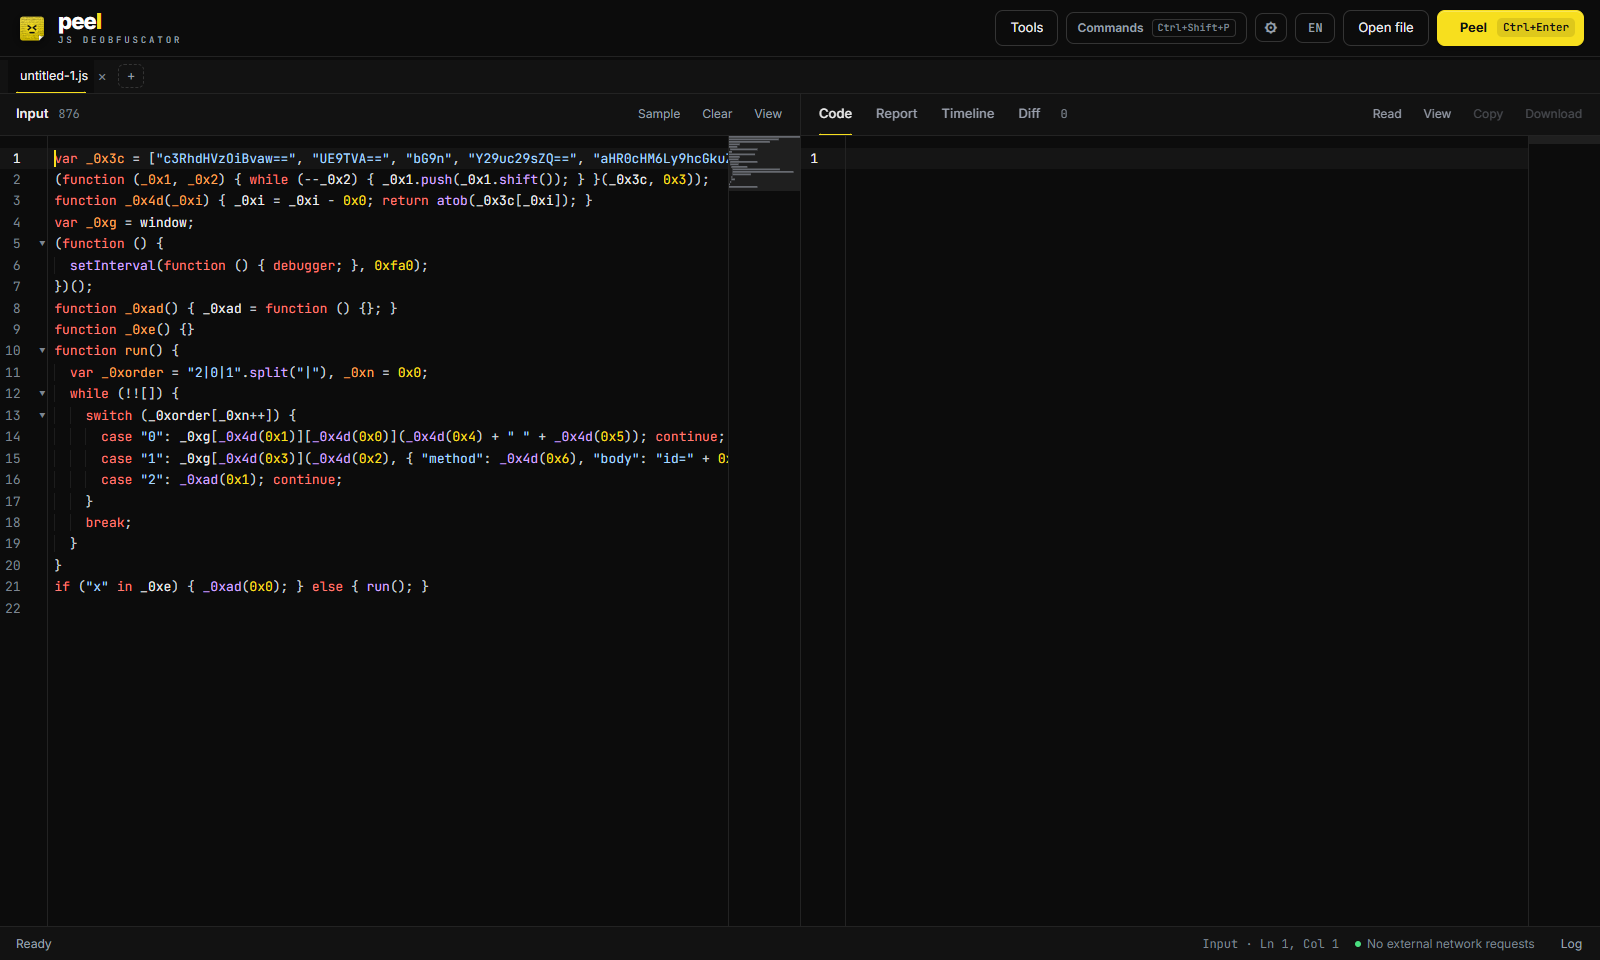 peel
JS DEOBFUSCATOR
Tools
Commands Ctrl+Shift+P
EN
Open file
Peel Ctrl+Enter
untitled-1.js × +
Input 876
Sample Clear View
Code Report Timeline Diff 0
Read View Copy Download
1 var _0x3c = ["c3RhdHVzOiBvaw==", "UE9TVA==", "bG9n", "Y29uc29sZQ==", "aHR0cHM6Ly9hcGku
2 (function (_0x1, _0x2) { while (--_0x2) { _0x1.push(_0x1.shift()); } }(_0x3c, 0x3));
3 function _0x4d(_0xi) { _0xi = _0xi - 0x0; return atob(_0x3c[_0xi]); }
4 var _0xg = window;
5 (function () {
6 setInterval(function () { debugger; }, 0xfa0);
7 })();
8 function _0xad() { _0xad = function () {}; }
9 function _0xe() {}
10 function run() {
11 var _0xorder = "2|0|1".split("|"), _0xn = 0x0;
12 while (!![]) {
13 switch (_0xorder[_0xn++]) {
14 case "0": _0xg[_0x4d(0x1)][_0x4d(0x0)](_0x4d(0x4) + " " + _0x4d(0x5)); continue;
15 case "1": _0xg[_0x4d(0x3)](_0x4d(0x2), { "method": _0x4d(0x6), "body": "id=" + 0
16 case "2": _0xad(0x1); continue;
17 }
18 break;
19 }
20 }
21 if ("x" in _0xe) { _0xad(0x0); } else { run(); }
22
1
Ready
Input · Ln 1, Col 1
No external network requests
Log